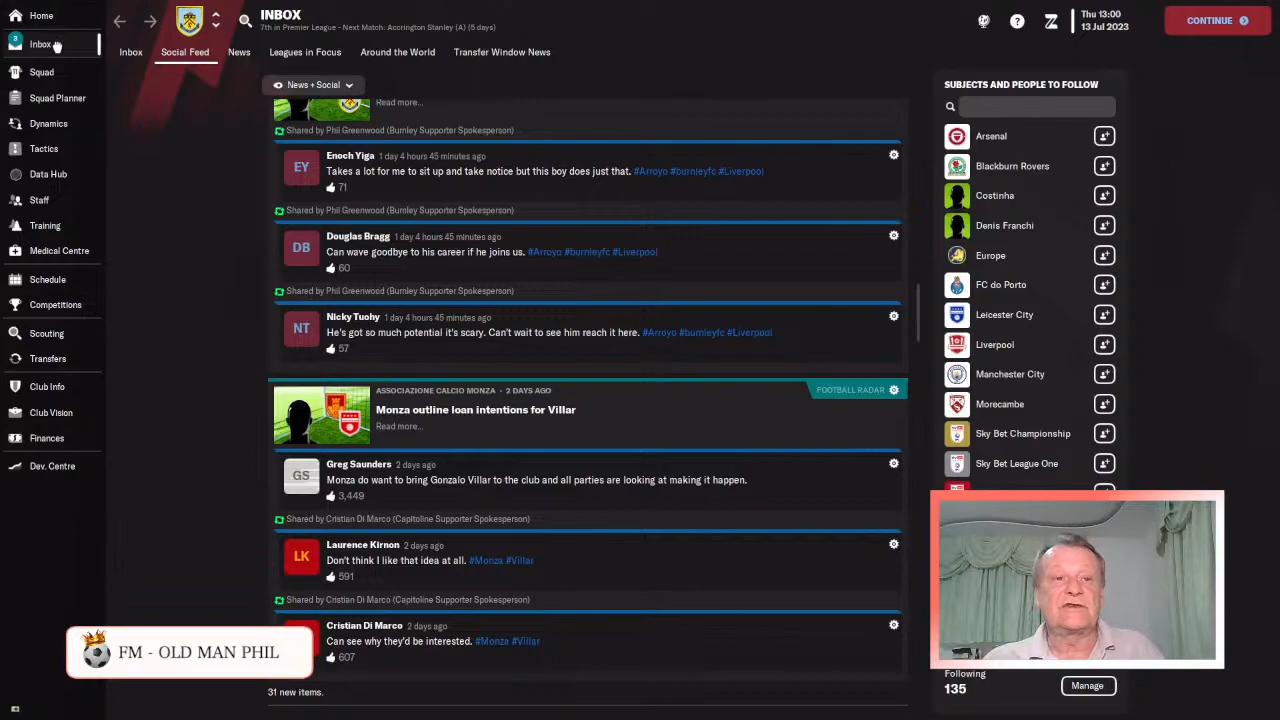 Home
Inbox
3
Squad
Squad Planner
Dynamics
Tactics
Data Hub
Staff
Training
Medical Centre
Schedule
Competitions
Scouting
Transfers
Club Info
Club Vision
Finances
Dev. Centre
INBOX
7th in Premier League - Next Match: Accrington Stanley (A) (5 days)
Thu 13:00
13 Jul 2023
CONTINUE
Inbox Social Feed News Leagues in Focus Around the World Transfer Window News
News + Social
Read more...
Shared by Phil Greenwood (Burnley Supporter Spokesperson)
EY
Enoch Yiga 1 day 4 hours 45 minutes ago
Takes a lot for me to sit up and take notice but this boy does just that. #Arroyo #burnleyfc #Liverpool
71
Shared by Phil Greenwood (Burnley Supporter Spokesperson)
DB
Douglas Bragg 1 day 4 hours 45 minutes ago
Can wave goodbye to his career if he joins us. #Arroyo #burnleyfc #Liverpool
60
Shared by Phil Greenwood (Burnley Supporter Spokesperson)
NT
Nicky Tuohy 1 day 4 hours 45 minutes ago
He's got so much potential it's scary. Can't wait to see him reach it here. #Arroyo #burnleyfc #Liverpool
57
ASSOCIAZIONE CALCIO MONZA - 2 DAYS AGO
FOOTBALL RADAR
Monza outline loan intentions for Villar
Read more...
GS
Greg Saunders 2 days ago
Monza do want to bring Gonzalo Villar to the club and all parties are looking at making it happen.
3,449
Shared by Cristian Di Marco (Capitoline Supporter Spokesperson)
LK
Laurence Kirnon 2 days ago
Don't think I like that idea at all. #Monza #Villar
591
Shared by Cristian Di Marco (Capitoline Supporter Spokesperson)
Cristian Di Marco 2 days ago
Can see why they'd be interested. #Monza #Villar
607
31 new items.
SUBJECTS AND PEOPLE TO FOLLOW
Arsenal
Blackburn Rovers
Costinha
Denis Franchi
Europe
FC do Porto
Leicester City
Liverpool
Manchester City
Morecambe
Sky Bet Championship
Sky Bet League One
Following
135
Manage
FM - OLD MAN PHIL